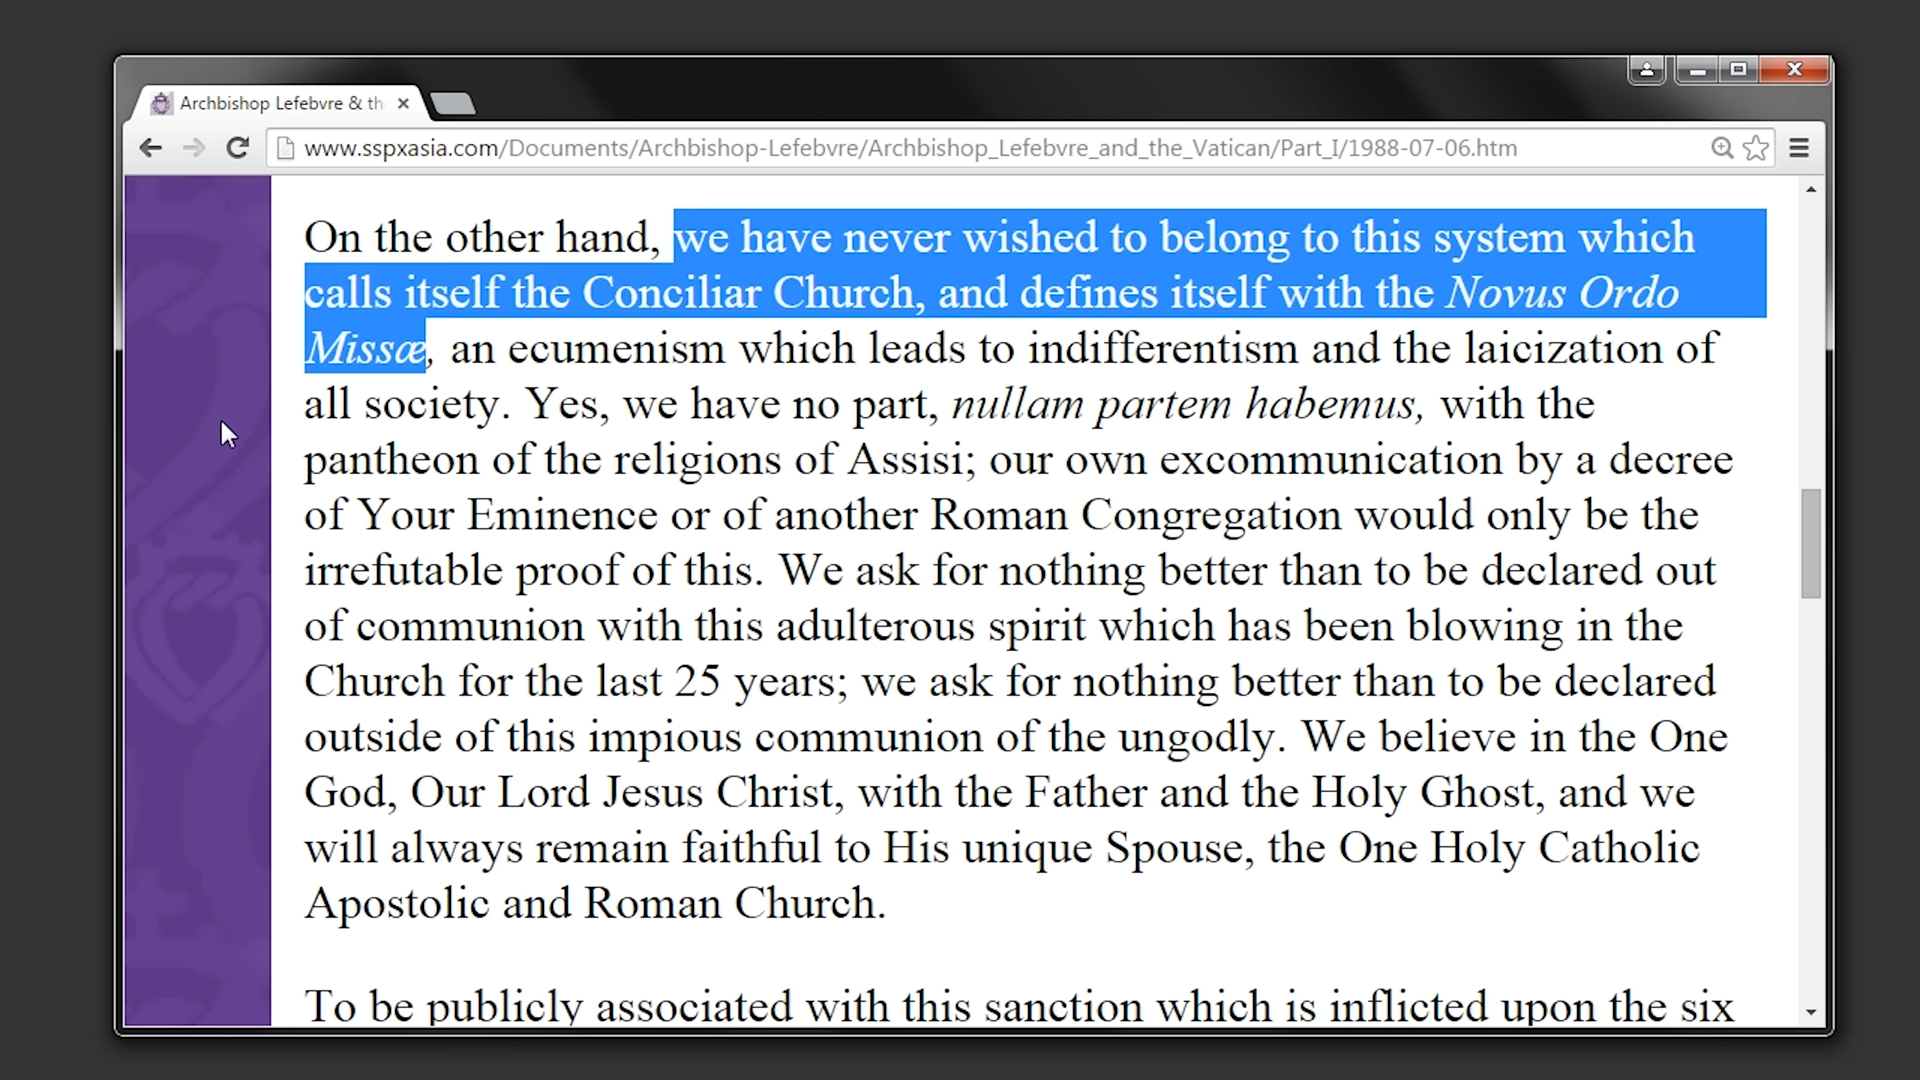 Archbishop Lefebvre & th
www.sspxasia.com/Documents/Archbishop-Lefebvre/Archbishop_Lefebvre_and_the_Vatican/Part_I/1988-07-06.htm
On the other hand, we have never wished to belong to this system which
calls itself the Conciliar Church, and defines itself with the Novus Ordo
Missæ, an ecumenism which leads to indifferentism and the laicization of
all society. Yes, we have no part, nullam partem habemus, with the
pantheon of the religions of Assisi; our own excommunication by a decree
of Your Eminence or of another Roman Congregation would only be the
irrefutable proof of this. We ask for nothing better than to be declared out
of communion with this adulterous spirit which has been blowing in the
Church for the last 25 years; we ask for nothing better than to be declared
outside of this impious communion of the ungodly. We believe in the One
God, Our Lord Jesus Christ, with the Father and the Holy Ghost, and we
will always remain faithful to His unique Spouse, the One Holy Catholic
Apostolic and Roman Church.
To be publicly associated with this sanction which is inflicted upon the six